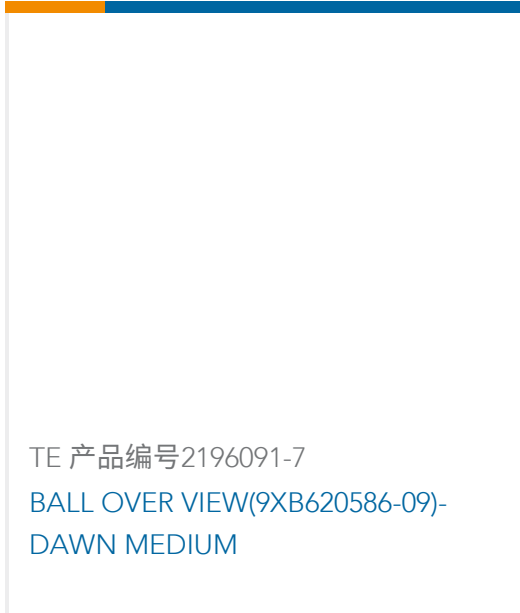 TE 产品编号2196091-7
BALL OVER VIEW(9XB620586-09)-
DAWN MEDIUM